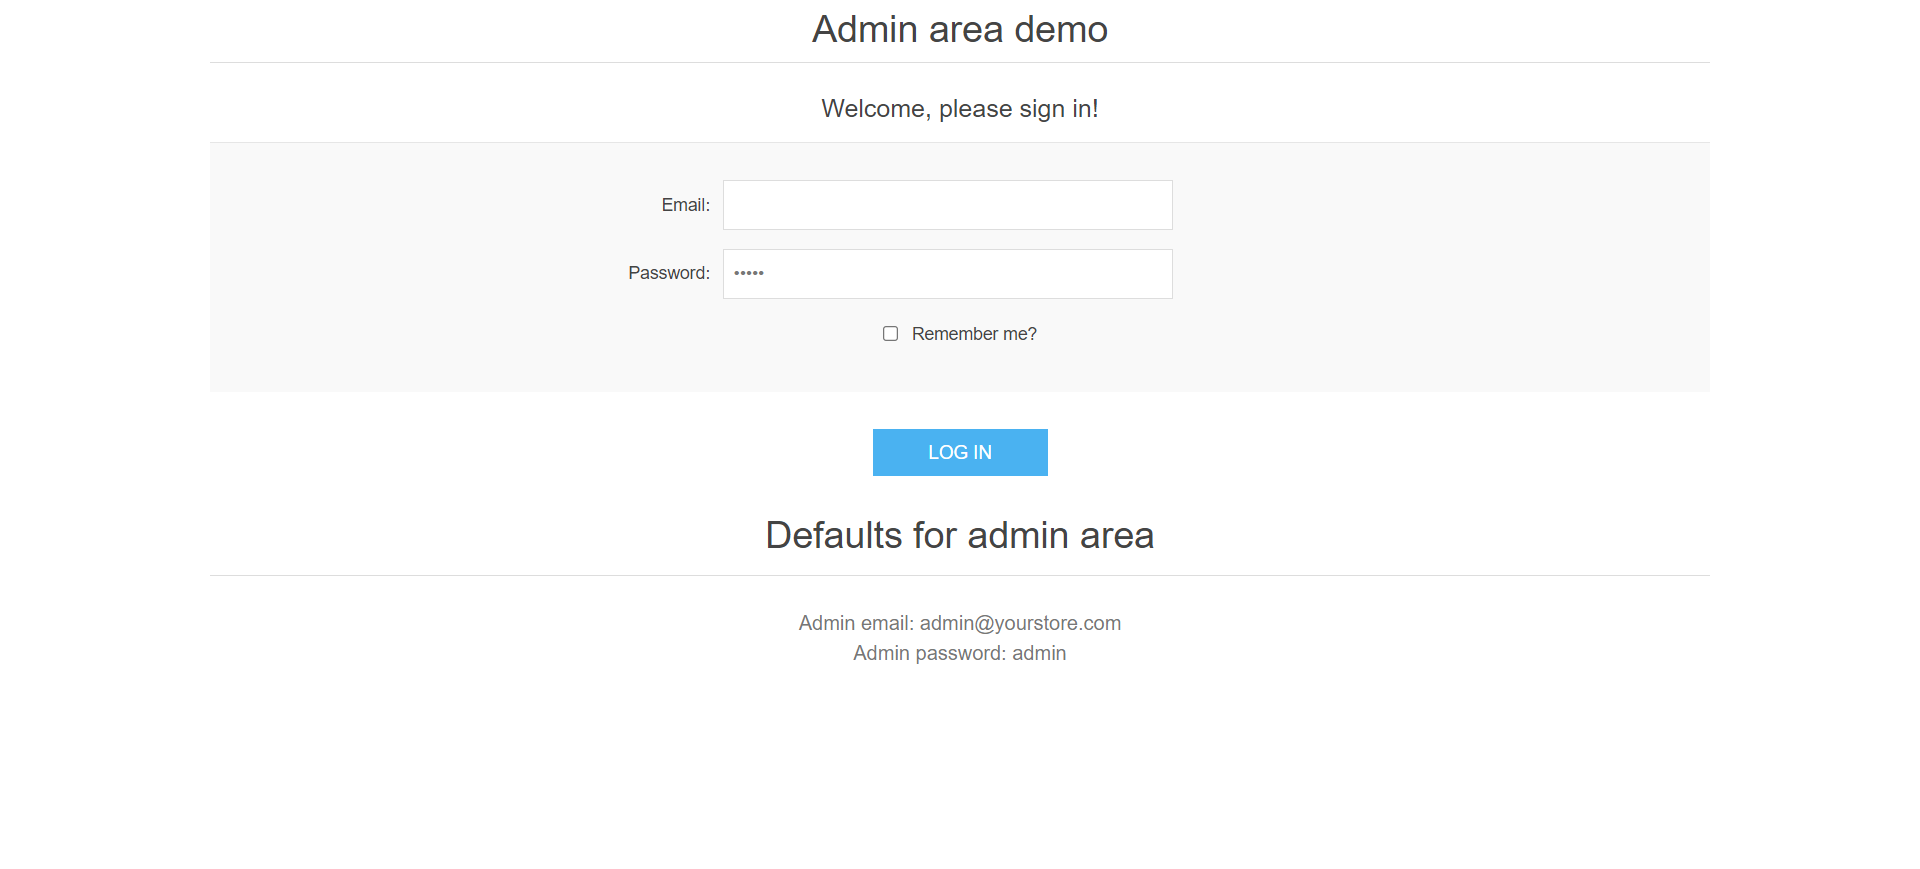 Admin area demo
Welcome, please sign in!
Email:
Password: •••••
Remember me?
LOG IN
Defaults for admin area
Admin email: admin@yourstore.com
Admin password: admin